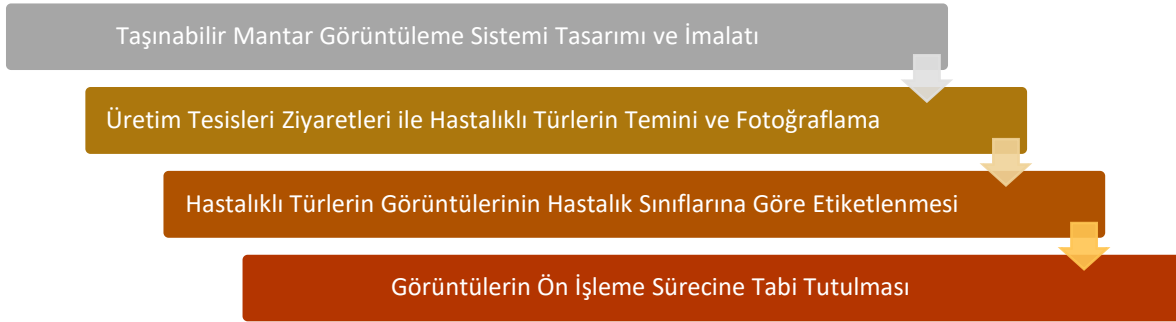 Taşınabilir Mantar Görüntüleme Sistemi Tasarımı ve İmalatı
Üretim Tesisleri Ziyaretleri ile Hastalıklı Türlerin Temini ve Fotoğraflama
Hastalıklı Türlerin Görüntülerinin Hastalık Sınıflarına Göre Etiketlenmesi
Görüntülerin Ön İşleme Sürecine Tabi Tutulması